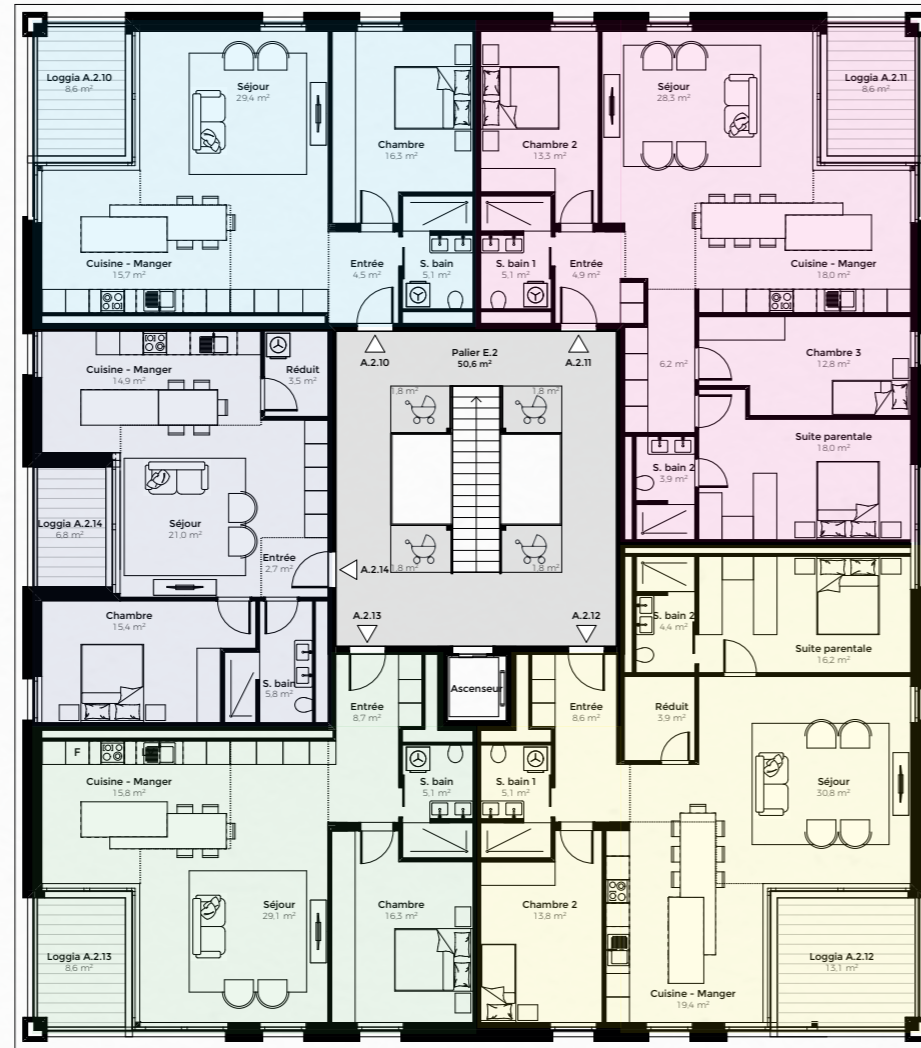 Loggia A.2.10
8,6 m²
Séjour
29,4 m²
Chambre
16,3 m²
Cuisine - Manger
15,7 m²
Entrée
4,5 m²
S. bain
5,1 m²
Chambre 2
13,3 m²
Séjour
28,3 m²
Loggia A.2.11
8,6 m²
S. bain 1
5,1 m²
Entrée
4,9 m²
Cuisine - Manger
18,0 m²
Cuisine - Manger
14,9 m²
Réduit
3,5 m²
A.2.10
Palier E.2
50,6 m²
A.2.11
6,2 m²
Chambre 3
12,8 m²
1,8 m²
1,8 m²
Suite parentale
18,0 m²
S. bain 2
3,9 m²
Loggia A.2.14
6,8 m²
Séjour
21,0 m²
Entrée
2,7 m²
A.2.14
1,8 m²
1,8 m²
Chambre
15,4 m²
S. bain
5,8 m²
A.2.13
A.2.12
S. bain 2
4,4 m²
Suite parentale
16,2 m²
Ascenseur
Entrée
8,7 m²
Entrée
8,6 m²
Réduit
3,9 m²
F
Cuisine - Manger
15,8 m²
S. bain
5,1 m²
S. bain 1
5,1 m²
Séjour
30,8 m²
Séjour
29,1 m²
Chambre
16,3 m²
Chambre 2
13,8 m²
Loggia A.2.13
8,6 m²
Loggia A.2.12
13,1 m²
Cuisine - Manger
19,4 m²